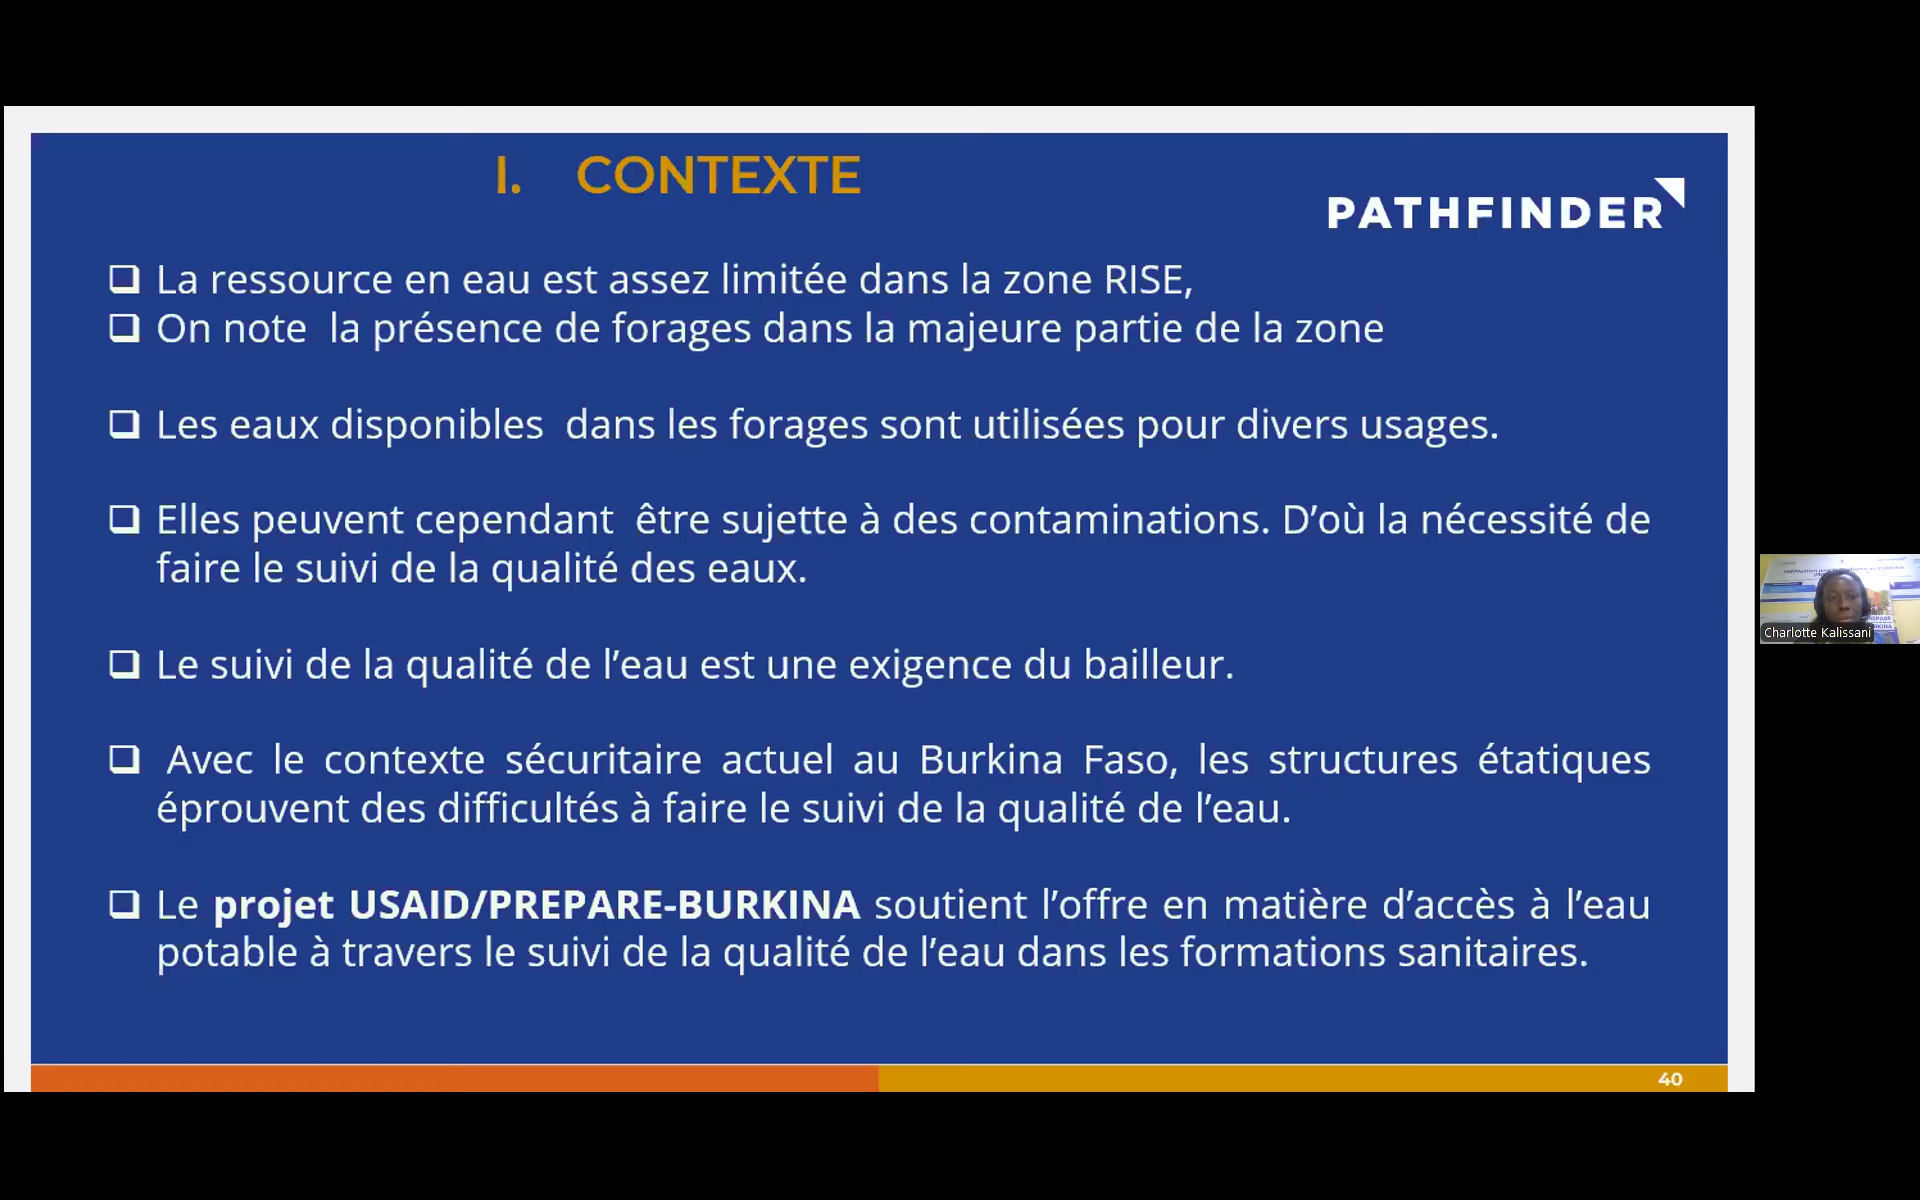 I. CONTEXTE
PATHFINDER
❑ La ressource en eau est assez limitée dans la zone RISE,
❑ On note  la présence de forages dans la majeure partie de la zone
❑ Les eaux disponibles  dans les forages sont utilisées pour divers usages.
❑ Elles peuvent cependant  être sujette à des contaminations. D’où la nécessité de
faire le suivi de la qualité des eaux.
❑ Le suivi de la qualité de l’eau est une exigence du bailleur.
❑ Avec le contexte sécuritaire actuel au Burkina Faso, les structures étatiques
éprouvent des difficultés à faire le suivi de la qualité de l’eau.
❑ Le projet USAID/PREPARE-BURKINA soutient l’offre en matière d’accès à l’eau
potable à travers le suivi de la qualité de l’eau dans les formations sanitaires.
40
Charlotte Kalissani